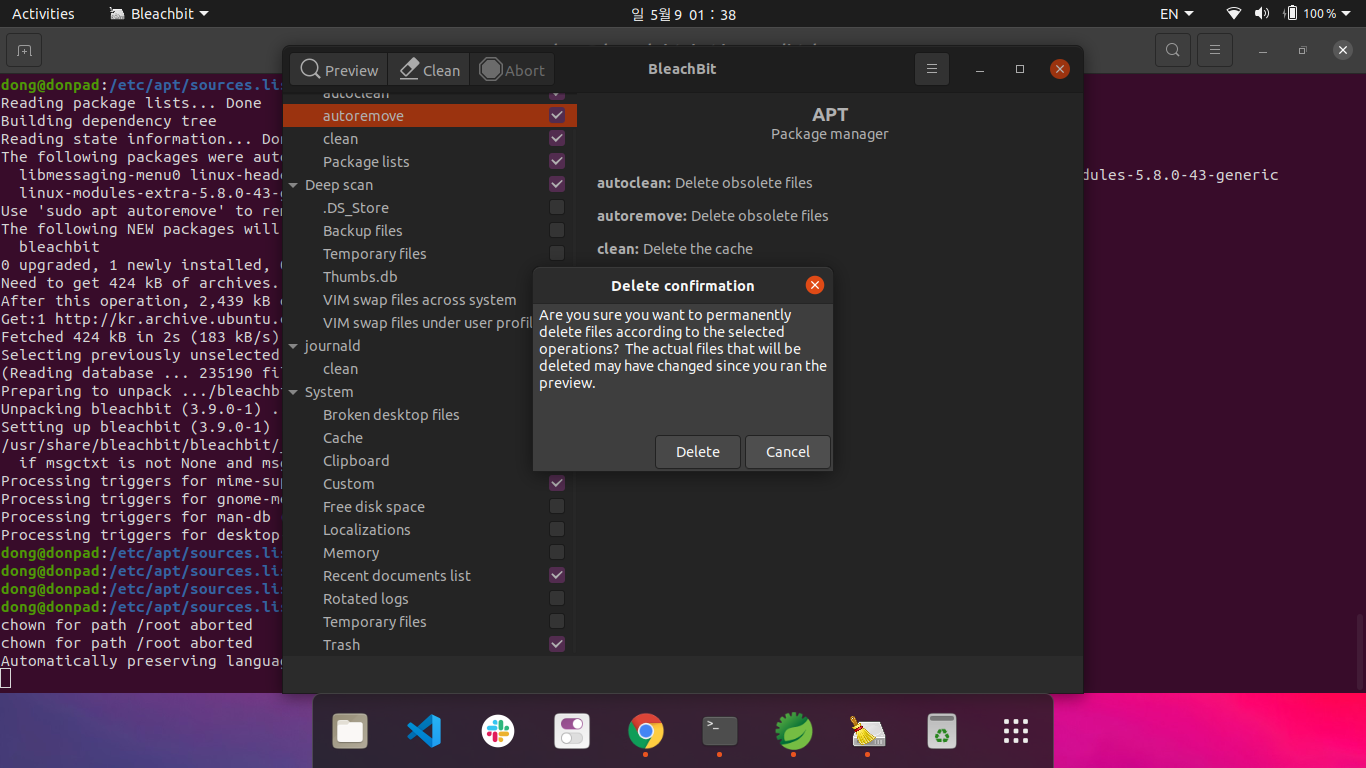 Activities
Bleachbit
일 5월 9 01 : 38
EN
100 %
Preview
Clean
Abort
BleachBit
dong@donpad:/etc/apt/sources.lis
Reading package lists... Done
Building dependency tree
Reading state information... Don
The following packages were auto
libmessaging-menu0 linux-heade
dules-5.8.0-43-generic
linux-modules-extra-5.8.0-43-
Use 'sudo apt autoremove' to rem
The following NEW packages will
bleachbit
0 upgraded, 1 newly installed,
Need to get 424 kB of archives.
After this operation, 2,439 kB
Get:1 http://kr.archive.ubuntu.
Fetched 424 kB in 2s (183 kB/s)
Selecting previously unselected
(Reading database ... 235190 fil
Preparing to unpack .../bleachb
Unpacking bleachbit (3.9.0-1) .
Setting up bleachbit (3.9.0-1)
/usr/share/bleachbit/bleachbit/
if msgctxt is not None and msg
Processing triggers for mime-sup
Processing triggers for gnome-me
Processing triggers for man-db
Processing triggers for desktop
dong@donpad:/etc/apt/sources.lis
dong@donpad:/etc/apt/sources.lis
dong@donpad:/etc/apt/sources.lis
dong@donpad:/etc/apt/sources.lis
chown for path /root aborted
chown for path /root aborted
Automatically preserving languag
autoclean
autoremove
clean
Package lists
Deep scan
.DS_Store
Backup files
Temporary files
Thumbs.db
VIM swap files across system
VIM swap files under user profil
journald
clean
System
Broken desktop files
Cache
Clipboard
Custom
Free disk space
Localizations
Memory
Recent documents list
Rotated logs
Temporary files
Trash
APT
Package manager
autoclean: Delete obsolete files
autoremove: Delete obsolete files
clean: Delete the cache
Delete confirmation
Are you sure you want to permanently
delete files according to the selected
operations? The actual files that will be
deleted may have changed since you ran the
preview.
Delete
Cancel